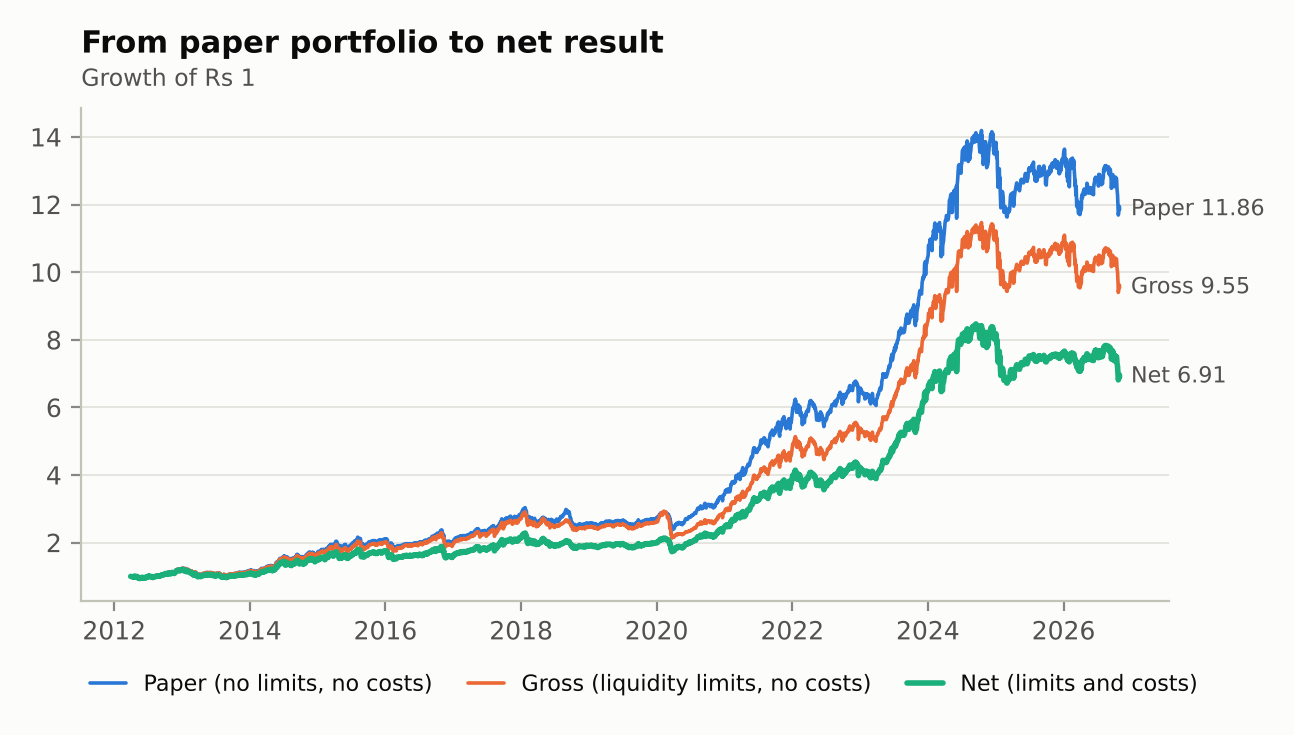 From paper portfolio to net result
Growth of Rs 1
14
12
10
8
6
4
2
Paper 11.86
Gross 9.55
Net 6.91
2012 2014 2016 2018 2020 2022 2024 2026
Paper (no limits, no costs) Gross (liquidity limits, no costs) Net (limits and costs)